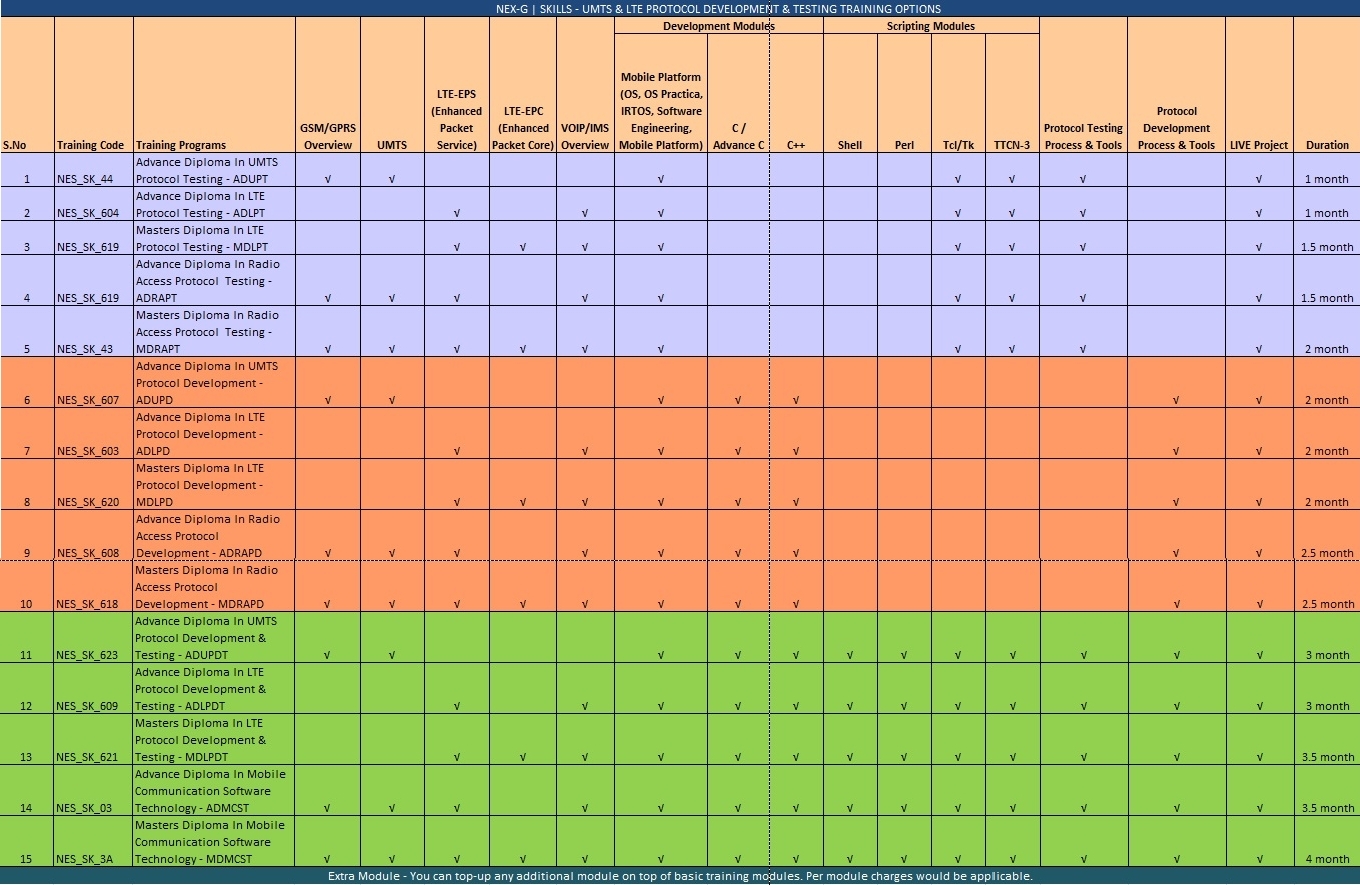 NEX-G | SKILLS - UMTS & LTE PROTOCOL DEVELOPMENT & TESTING TRAINING OPTIONS
Development Modules Scripting Modules
S.No Training Code Training Programs
GSM/GPRS
Overview
UMTS
LTE-EPS
(Enhanced
Packet
Service)
LTE-EPC
(Enhanced
Packet Core)
VOIP/IMS
Overview
Mobile Platform
(OS, OS Practica,
IRTOS, Software
Engineering,
Mobile Platform)
C /
Advance C
C++
Shell
Perl
Tcl/Tk
TTCN-3
Protocol Testing
Process & Tools
Protocol
Development
Process & Tools
LIVE Project
Duration
Advance Diploma in UMTS
1 NES_SK_44 Protocol Testing - ADUPT √ √ √ √ √ √ √ 1 month
Advance Diploma In LTE
2 NES_SK_604 Protocol Testing - ADLPT √ √ √ √ √ √ √ 1 month
Masters Diploma In LTE
3 NES_SK_619 Protocol Testing - MDLPT √ √ √ √ √ √ √ √ 1.5 month
Advance Diploma In Radio
Access Protocol Testing -
4 NES_SK_619 ADRAPT √ √ √ √ √ √ √ √ √ 1.5 month
Masters Diploma In Radio
Access Protocol Testing -
5 NES_SK_43 MDRAPT √ √ √ √ √ √ √ √ √ √ 2 month
Advance Diploma In UMTS
Protocol Development -
6 NES_SK_607 ADUPD √ √ √ √ √ √ √ 2 month
Advance Diploma In LTE
Protocol Development -
7 NES_SK_603 ADLPD √ √ √ √ √ √ √ 2 month
Masters Diploma In LTE
Protocol Development -
8 NES_SK_620 MDLPD √ √ √ √ √ √ √ √ 2 month
Advance Diploma In Radio
Access Protocol
9 NES_SK_608 Development - ADRAPD √ √ √ √ √ √ √ √ √ 2.5 month
Masters Diploma In Radio
Access Protocol
10 NES_SK_618 Development - MDRAPD √ √ √ √ √ √ √ √ √ √ 2.5 month
Advance Diploma In UMTS
Protocol Development &
11 NES_SK_623 Testing - ADUPDT √ √ √ √ √ √ √ √ √ √ √ √ 3 month
Advance Diploma In LTE
Protocol Development &
12 NES_SK_609 Testing - ADLPDT √ √ √ √ √ √ √ √ √ √ √ √ 3 month
Masters Diploma In LTE
Protocol Development &
13 NES_SK_621 Testing - MDLPDT √ √ √ √ √ √ √ √ √ √ √ √ √ 3.5 month
Advance Diploma In Mobile
Communication Software
14 NES_SK_03 Technology - ADMCST √ √ √ √ √ √ √ √ √ √ √ √ √ √ 3.5 month
Masters Diploma In Mobile
Communication Software
15 NES_SK_3A Technology - MDMCST √ √ √ √ √ √ √ √ √ √ √ √ √ √ √ 4 month
Extra Module - You can top-up any additional module on top of basic training modules. Per module charges would be applicable.